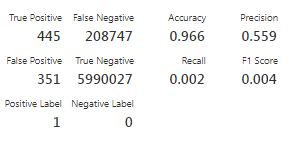 True Positive False Negative Accuracy Precision
445 208747 0.966 0.559
False Positive True Negative Recall F1 Score
351 5990027 0.002 0.004
Positive Label Negative Label
1 0